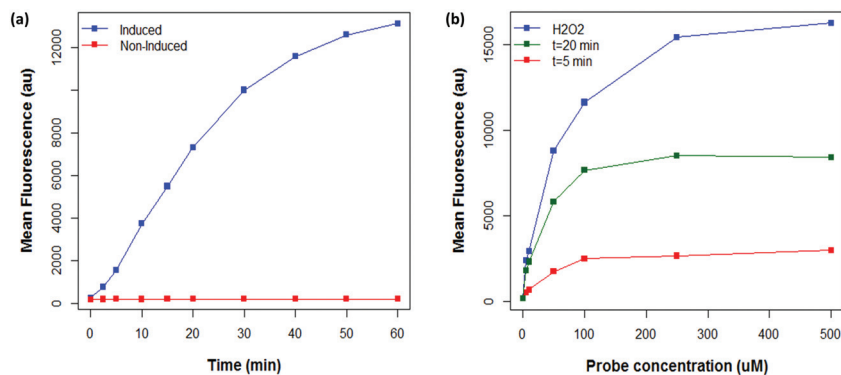 (a)
Induced
Non-Induced
Mean Fluorescence (au)
12000
8000
6000
4000
2000
0
0 10 20 30 40 50 60
Time (min)
(b)
H2O2
t=20 min
t=5 min
Mean Fluorescence (au)
15000
10000
5000
0
0 100 200 300 400 500
Probe concentration (uM)